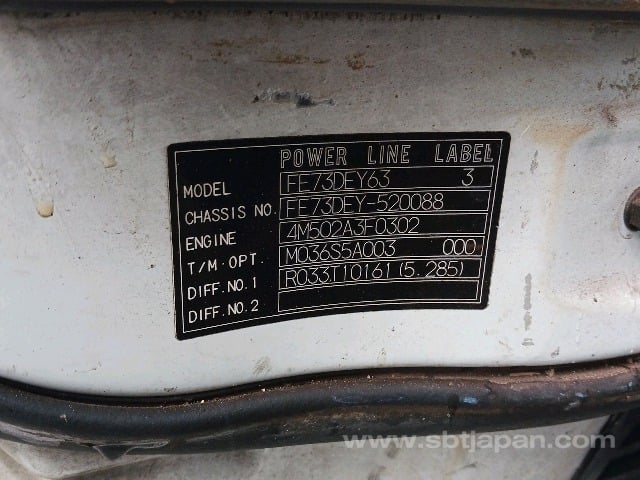 POWER LINE LABEL
MODEL FE73DEY63 3
CHASSIS NO. FE73DEY-520088
ENGINE 4M502A3F0302
T/M.OPT. M036S5A003 000
DIFF.NO.1 R033T10161(5.285)
DIFF.NO.2
www.sbtjapan.com